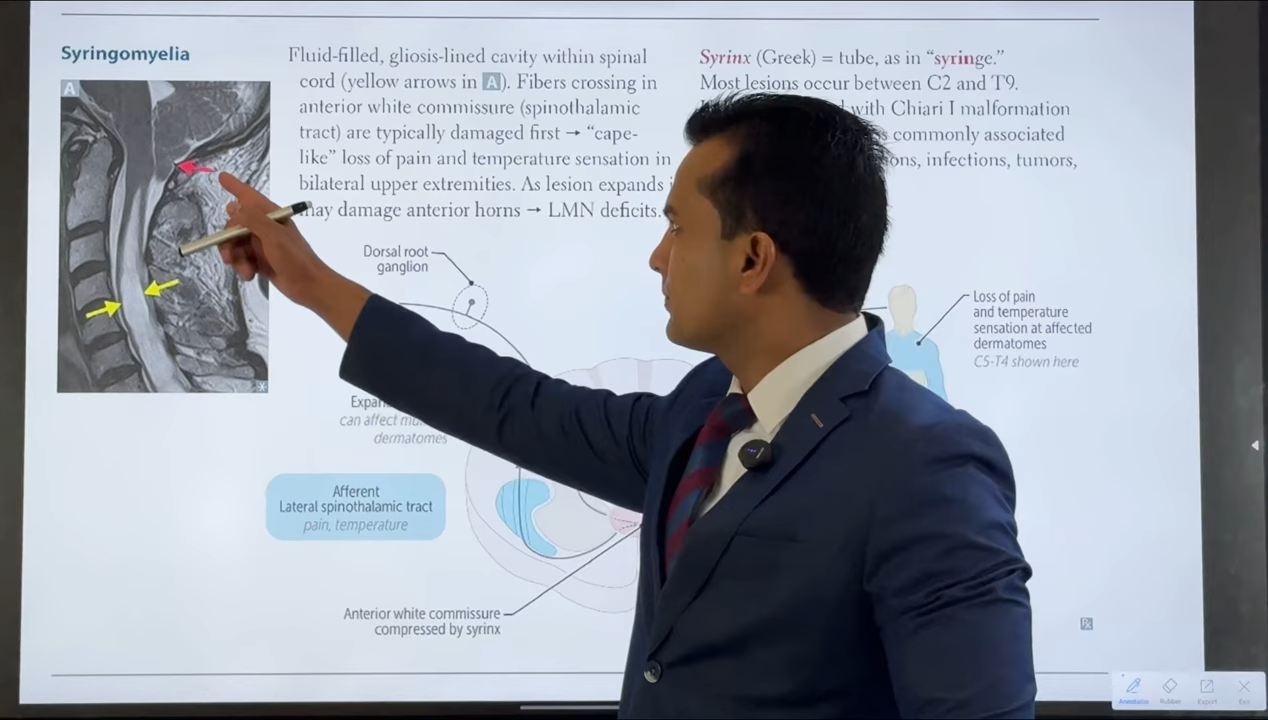 Syringomyelia
A
Fluid-filled, gliosis-lined cavity within spinal
cord (yellow arrows in A). Fibers crossing in
anterior white commissure (spinothalamic
tract) are typically damaged first → “cape-
like” loss of pain and temperature sensation in
bilateral upper extremities. As lesion expands
may damage anterior horns → LMN deficits.
Syrinx (Greek) = tube, as in “syringe.”
Most lesions occur between C2 and T9.
with Chiari I malformation
commonly associated
infections, tumors,
Dorsal root
ganglion
can affect
dermatomes
Afferent
Lateral spinothalamic tract
pain, temperature
Anterior white commissure
compressed by syrinx
Loss of pain
and temperature
sensation at affected
dermatomes
C5-T4 shown here
Rx
Annotation
Rubber
Export
Exit